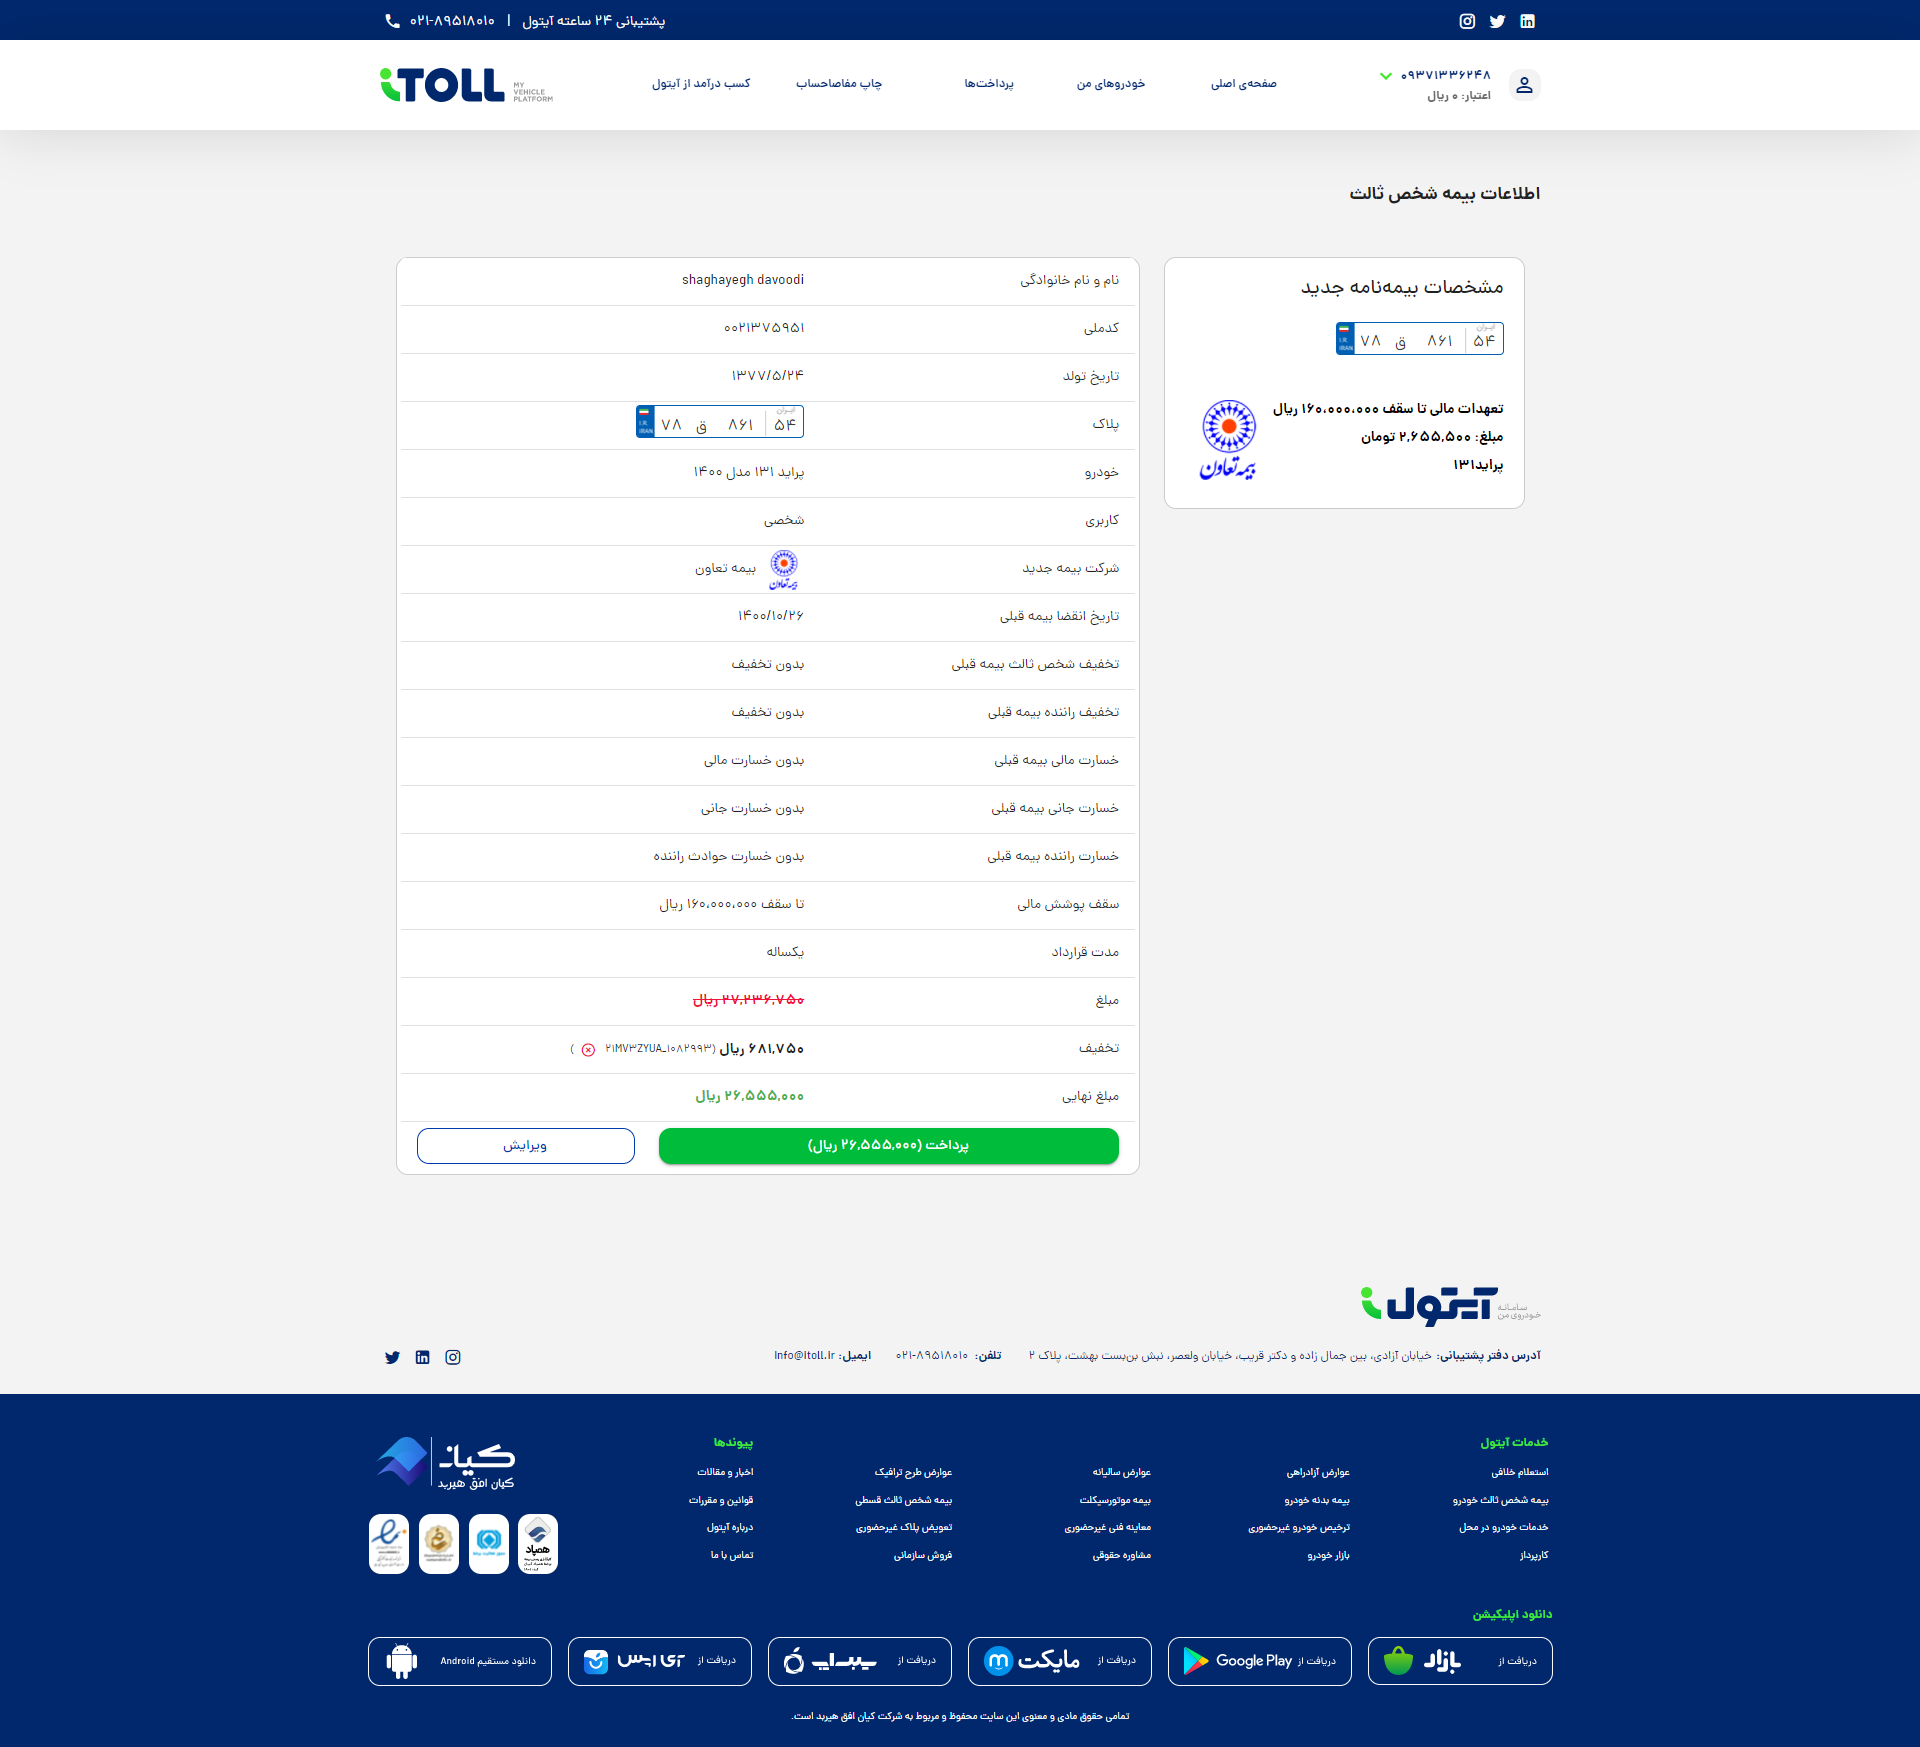 پشتیبانی ۲۴ ساعته آیتول | ۰۲۱-۸۹۵۱۸۰۱۰
۰۹۳۷۱۳۳۶۲۴۸
اعتبار: ۰ ریال
صفحه‌ی اصلی
خودروهای من
پرداخت‌ها
چاپ مفاصاحساب
کسب درآمد از آیتول
iTOLL
MY VEHICLE PLATFORM
اطلاعات بیمه شخص ثالث
مشخصات بیمه‌نامه جدید
ایران
۵۴ ۸۶۱ ق ۷۸
I.R. IRAN
تعهدات مالی تا سقف ۱۶۰,۰۰۰,۰۰۰ ریال
مبلغ: ۲,۶۵۵,۵۰۰ تومان
پراید۱۳۱
بیمه تعاون
نام و نام خانوادگی shaghayegh davoodi
کدملی ۰۰۲۱۳۷۵۹۵۱
تاریخ تولد ۱۳۷۷/۵/۲۴
پلاک ایران ۵۴ ۸۶۱ ق ۷۸ I.R. IRAN
خودرو پراید ۱۳۱ مدل ۱۴۰۰
کاربری شخصی
شرکت بیمه جدید بیمه تعاون بیمه تعاون
تاریخ انقضا بیمه قبلی ۱۴۰۰/۱۰/۲۶
تخفیف شخص ثالث بیمه قبلی بدون تخفیف
تخفیف راننده بیمه قبلی بدون تخفیف
خسارت مالی بیمه قبلی بدون خسارت مالی
خسارت جانی بیمه قبلی بدون خسارت جانی
خسارت راننده بیمه قبلی بدون خسارت حوادث راننده
سقف پوشش مالی تا سقف ۱۶۰,۰۰۰,۰۰۰ ریال
مدت قرارداد یکساله
مبلغ ۲۷,۲۳۶,۷۵۰ ریال
تخفیف ۶۸۱,۷۵۰ ریال (۲۱MV۳ZYUA_۱۰۸۲۹۹۳)
مبلغ نهایی ۲۶,۵۵۵,۰۰۰ ریال
پرداخت (۲۶,۵۵۵,۰۰۰ ریال)
ویرایش
سامانه خودروی من
آیتول
آدرس دفتر پشتیبانی: خیابان آزادی، بین جمال زاده و دکتر قریب، خیابان ولعصر، نبش بن‌بست بهشت، پلاک ۲ تلفن: ۰۲۱-۸۹۵۱۸۰۱۰ ایمیل: Info@Itoll.Ir
خدمات آیتول
استعلام خلافی
عوارض آزادراهی
عوارض سالیانه
عوارض طرح ترافیک
بیمه شخص ثالث خودرو
بیمه بدنه خودرو
بیمه موتورسیکلت
بیمه شخص ثالث قسطی
خدمات خودرو در محل
ترخیص خودرو غیرحضوری
معاینه فنی غیرحضوری
تعویض پلاک غیرحضوری
کارپرداز
بازار خودرو
مشاوره حقوقی
فروش سازمانی
پیوندها
اخبار و مقالات
قوانین و مقررات
درباره آیتول
تماس با ما
کیان
کیان افق هیربد
همپاد
دانلود اپلیکیشن
دریافت از بازار
دریافت از Google Play
دریافت از مایکت
دریافت از سیب‌اپ
دریافت از آی اپس
دانلود مستقیم Android
تمامی حقوق مادی و معنوی این سایت محفوظ و مربوط به شرکت کیان افق هیربد است.